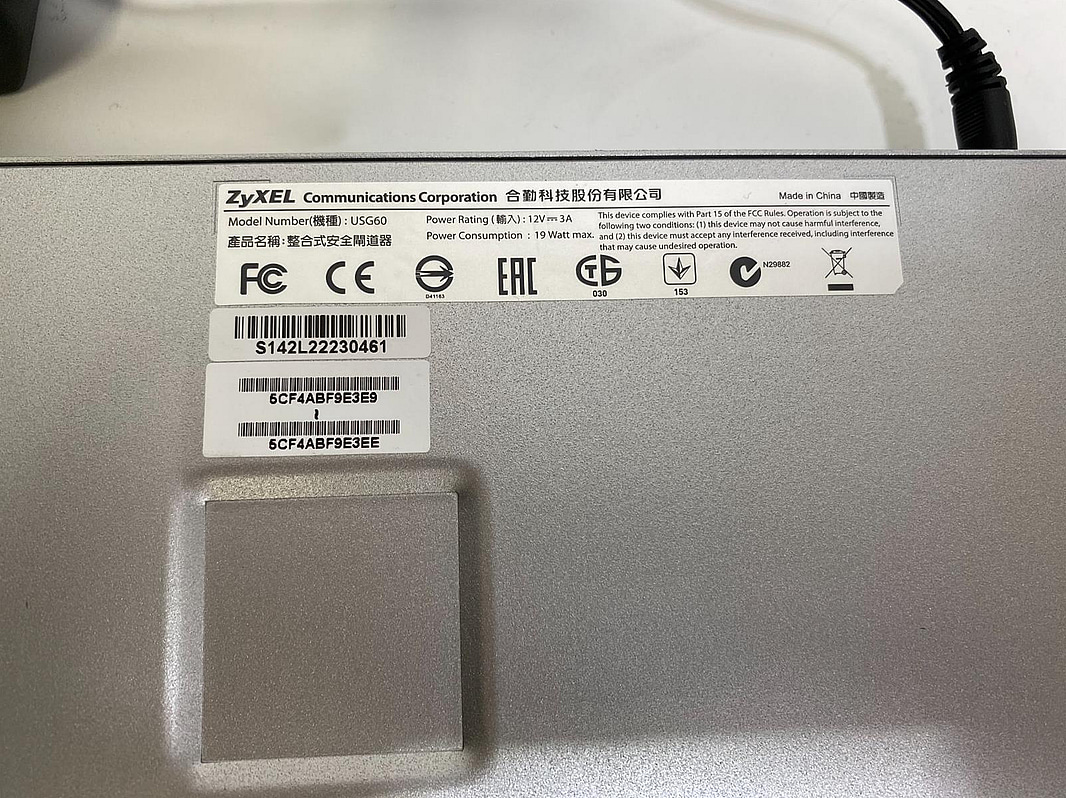 ZyXEL Communications Corporation 合勤科技股份有限公司 Made in China 中國製造
Model Number(機種) : USG60
產品名稱:整合式安全閘道器
Power Rating (輸入) : 12V⎓3A
Power Consumption : 19 Watt max.
This device complies with Part 15 of the FCC Rules. Operation is subject to the
following two conditions: (1) this device may not cause harmful interference,
and (2) this device must accept any interference received, including interference
that may cause undesired operation.
FC CE EAC
D41163
030
153
N29882
S142L22230461
5CF4ABF9E3E9
~
5CF4ABF9E3EE